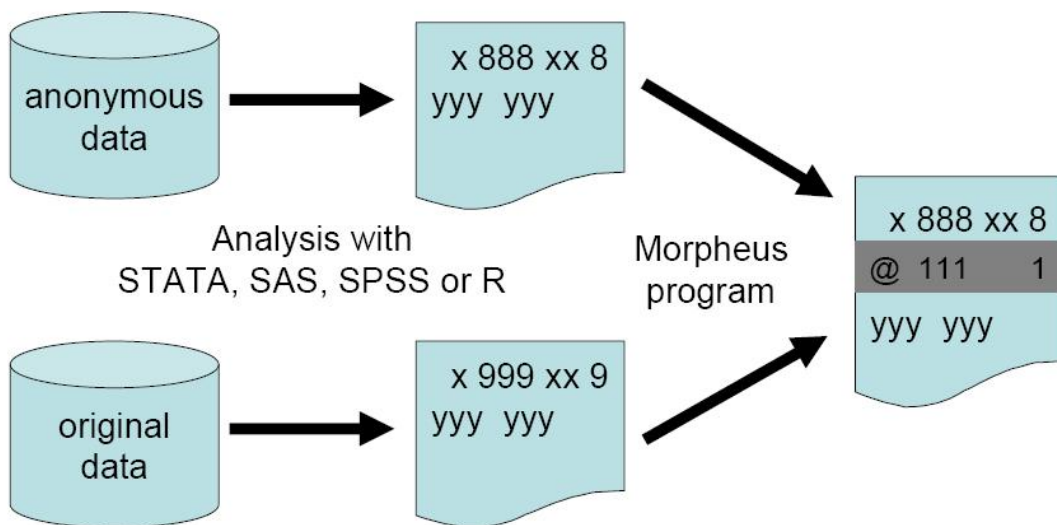 anonymous
data
x 888 xx 8
yyy yyy
Analysis with
STATA, SAS, SPSS or R
Morpheus
program
x 888 xx 8
@ 111 1
yyy yyy
original
data
x 999 xx 9
yyy yyy